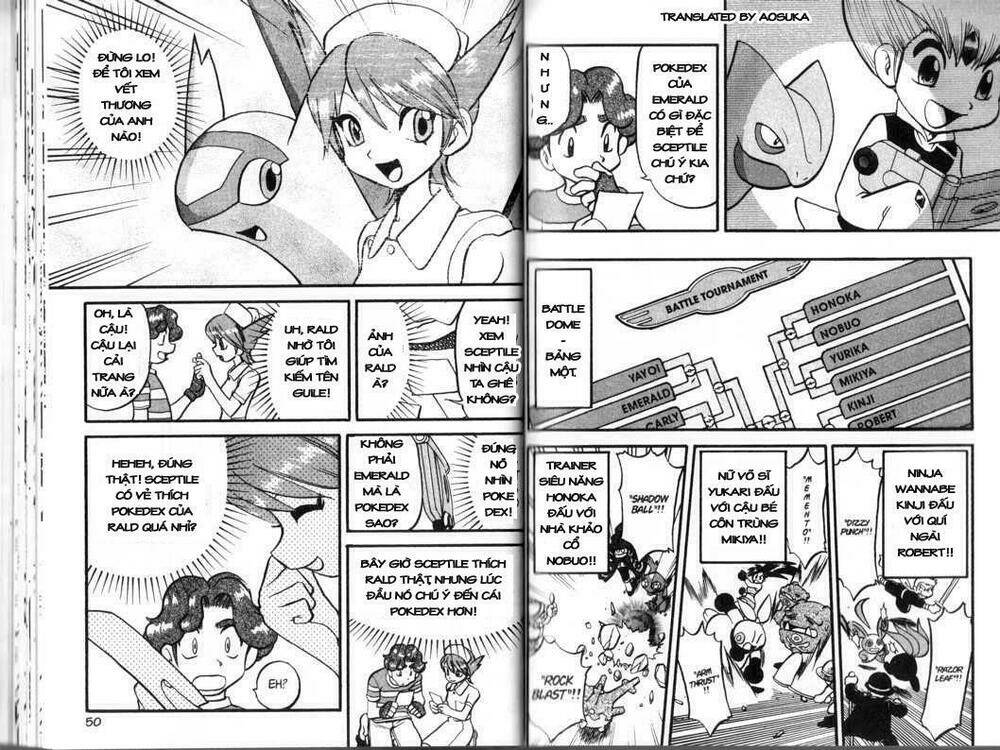 ĐỪNG LO!
ĐỂ TÔI XEM
VẾT
THƯƠNG
CỦA ANH
NÀO!
YEAH!
XEM
SCEPTILE
NHÌN CẬU
TA GHÊ
KHÔNG?
ẢNH
CỦA RALD
À?
UH, RALD
NHỜ TÔI
GIÚP TÌM
KIẾM TÊN
GUILE!
OH, LÀ
CẬU!
CẬU LẠI
CẢI
TRANG
NỮA À?
ĐÚNG
NÓ
NHÌN
POKE
DEX!
KHÔNG
PHẢI
EMERALD
MÀ LÀ
POKEDEX
SAO?
HEHEH, ĐÚNG
THẬT! SCEPTILE
CÓ VẺ THÍCH
POKEDEX CỦA
RALD QUÁ NHỈ?
EH?
BÂY GIỜ SCEPTILE THÍCH
RALD THẬT, NHƯNG LÚC
ĐẦU NÓ CHÚ Ý ĐẾN CÁI
POKEDEX HƠN!
50
TRANSLATED BY AOSUKA
POKEDEX
CỦA
EMERALD
CÓ GÌ ĐẶC
BIỆT ĐỂ
SCEPTILE
CHÚ Ý KIA
CHỨ?
NHƯNG..
BATTLE
DOME
-
BẢNG
MỘT.
BATTLE TOURNAMENT
YAYOI
EMERALD
CARLY
HONOKA
NOBUO
YURIKA
MIKIYA
KINJI
ROBERT
NINJA
WANNABE
KINJI ĐẤU
VỚI QUÍ
NGÀI
ROBERT!!
"DIZZY
PUNCH"!!
"RAZOR
LEAF"!!
NỮ VÕ SĨ
YUKARI ĐẤU
VỚI CẬU BÉ
CÔN TRÙNG
MIKIYA!!
"MEMENTO"!!
"ARM
THRUST"
!!
TRAINER
SIÊU NĂNG
HONOKA
ĐẤU VỚI
NHÀ KHẢO
CỔ
NOBUO!!
"SHADOW
BALL"!!
"ROCK
BLAST"!!